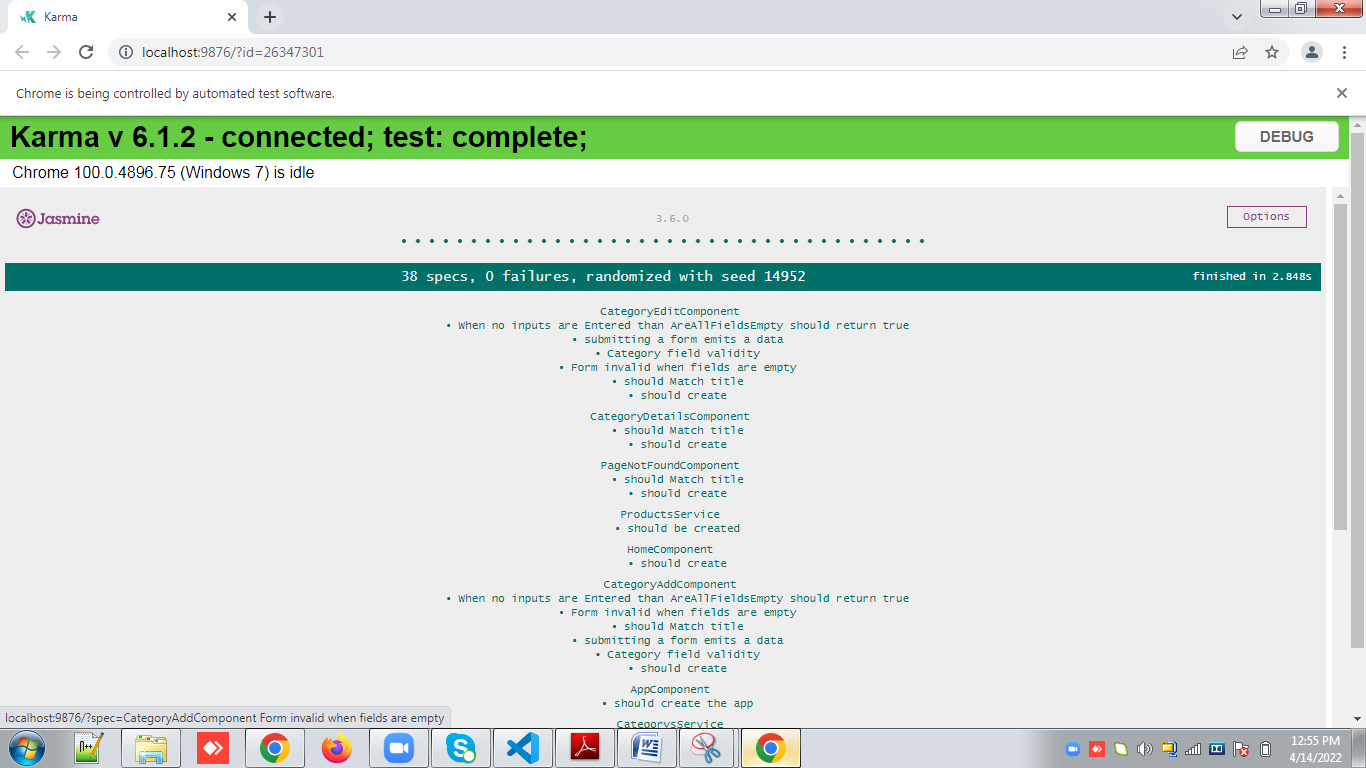 Karma
localhost:9876/?id=26347301
Chrome is being controlled by automated test software.
Karma v 6.1.2 - connected; test: complete;
DEBUG
Chrome 100.0.4896.75 (Windows 7) is idle
Jasmine
3.6.0
Options
38 specs, 0 failures, randomized with seed 14952
finished in 2.848s
CategoryEditComponent
• When no inputs are Entered than AreAllFieldsEmpty should return true
• submitting a form emits a data
• Category field validity
• Form invalid when fields are empty
• should Match title
• should create
CategoryDetailsComponent
• should Match title
• should create
PageNotFoundComponent
• should Match title
• should create
ProductsService
• should be created
HomeComponent
• should create
CategoryAddComponent
• When no inputs are Entered than AreAllFieldsEmpty should return true
• Form invalid when fields are empty
• should Match title
• submitting a form emits a data
• Category field validity
• should create
AppComponent
• should create the app
CategorysService
localhost:9876/?spec=CategoryAddComponent Form invalid when fields are empty
12:55 PM
4/14/2022